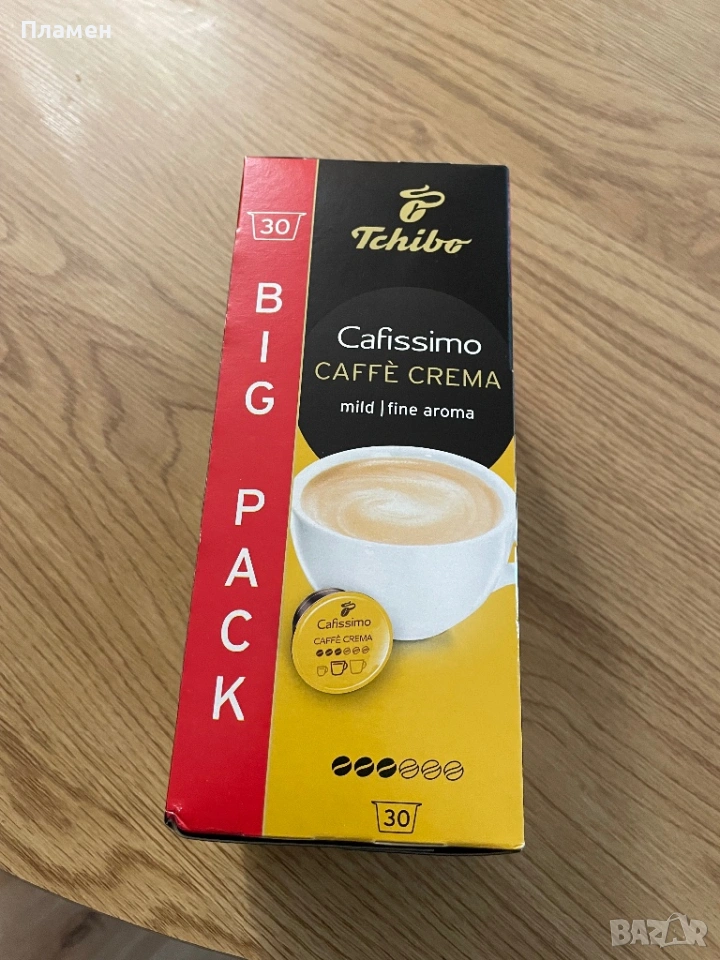 Пламен
30
BIG PACK
Tchibo
Cafissimo
CAFFÈ CREMA
mild | fine aroma
Cafissimo
CAFFÈ CREMA
30
BAZAR